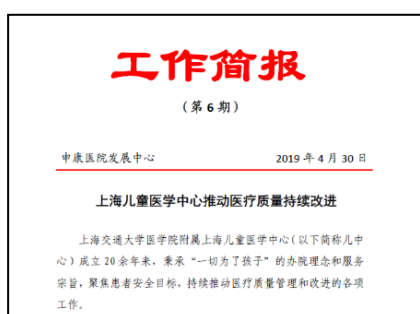 工作简报
(第6期)
申康医院发展中心 2019年4月30日
上海儿童医学中心推动医疗质量持续改进
上海交通大学医学院附属上海儿童医学中心(以下简称儿中
心)成立20余年来，秉承“一切为了孩子”的办院理念和服务
宗旨，聚焦患者安全目标，持续推动医疗质量管理和改进的各项
工作。